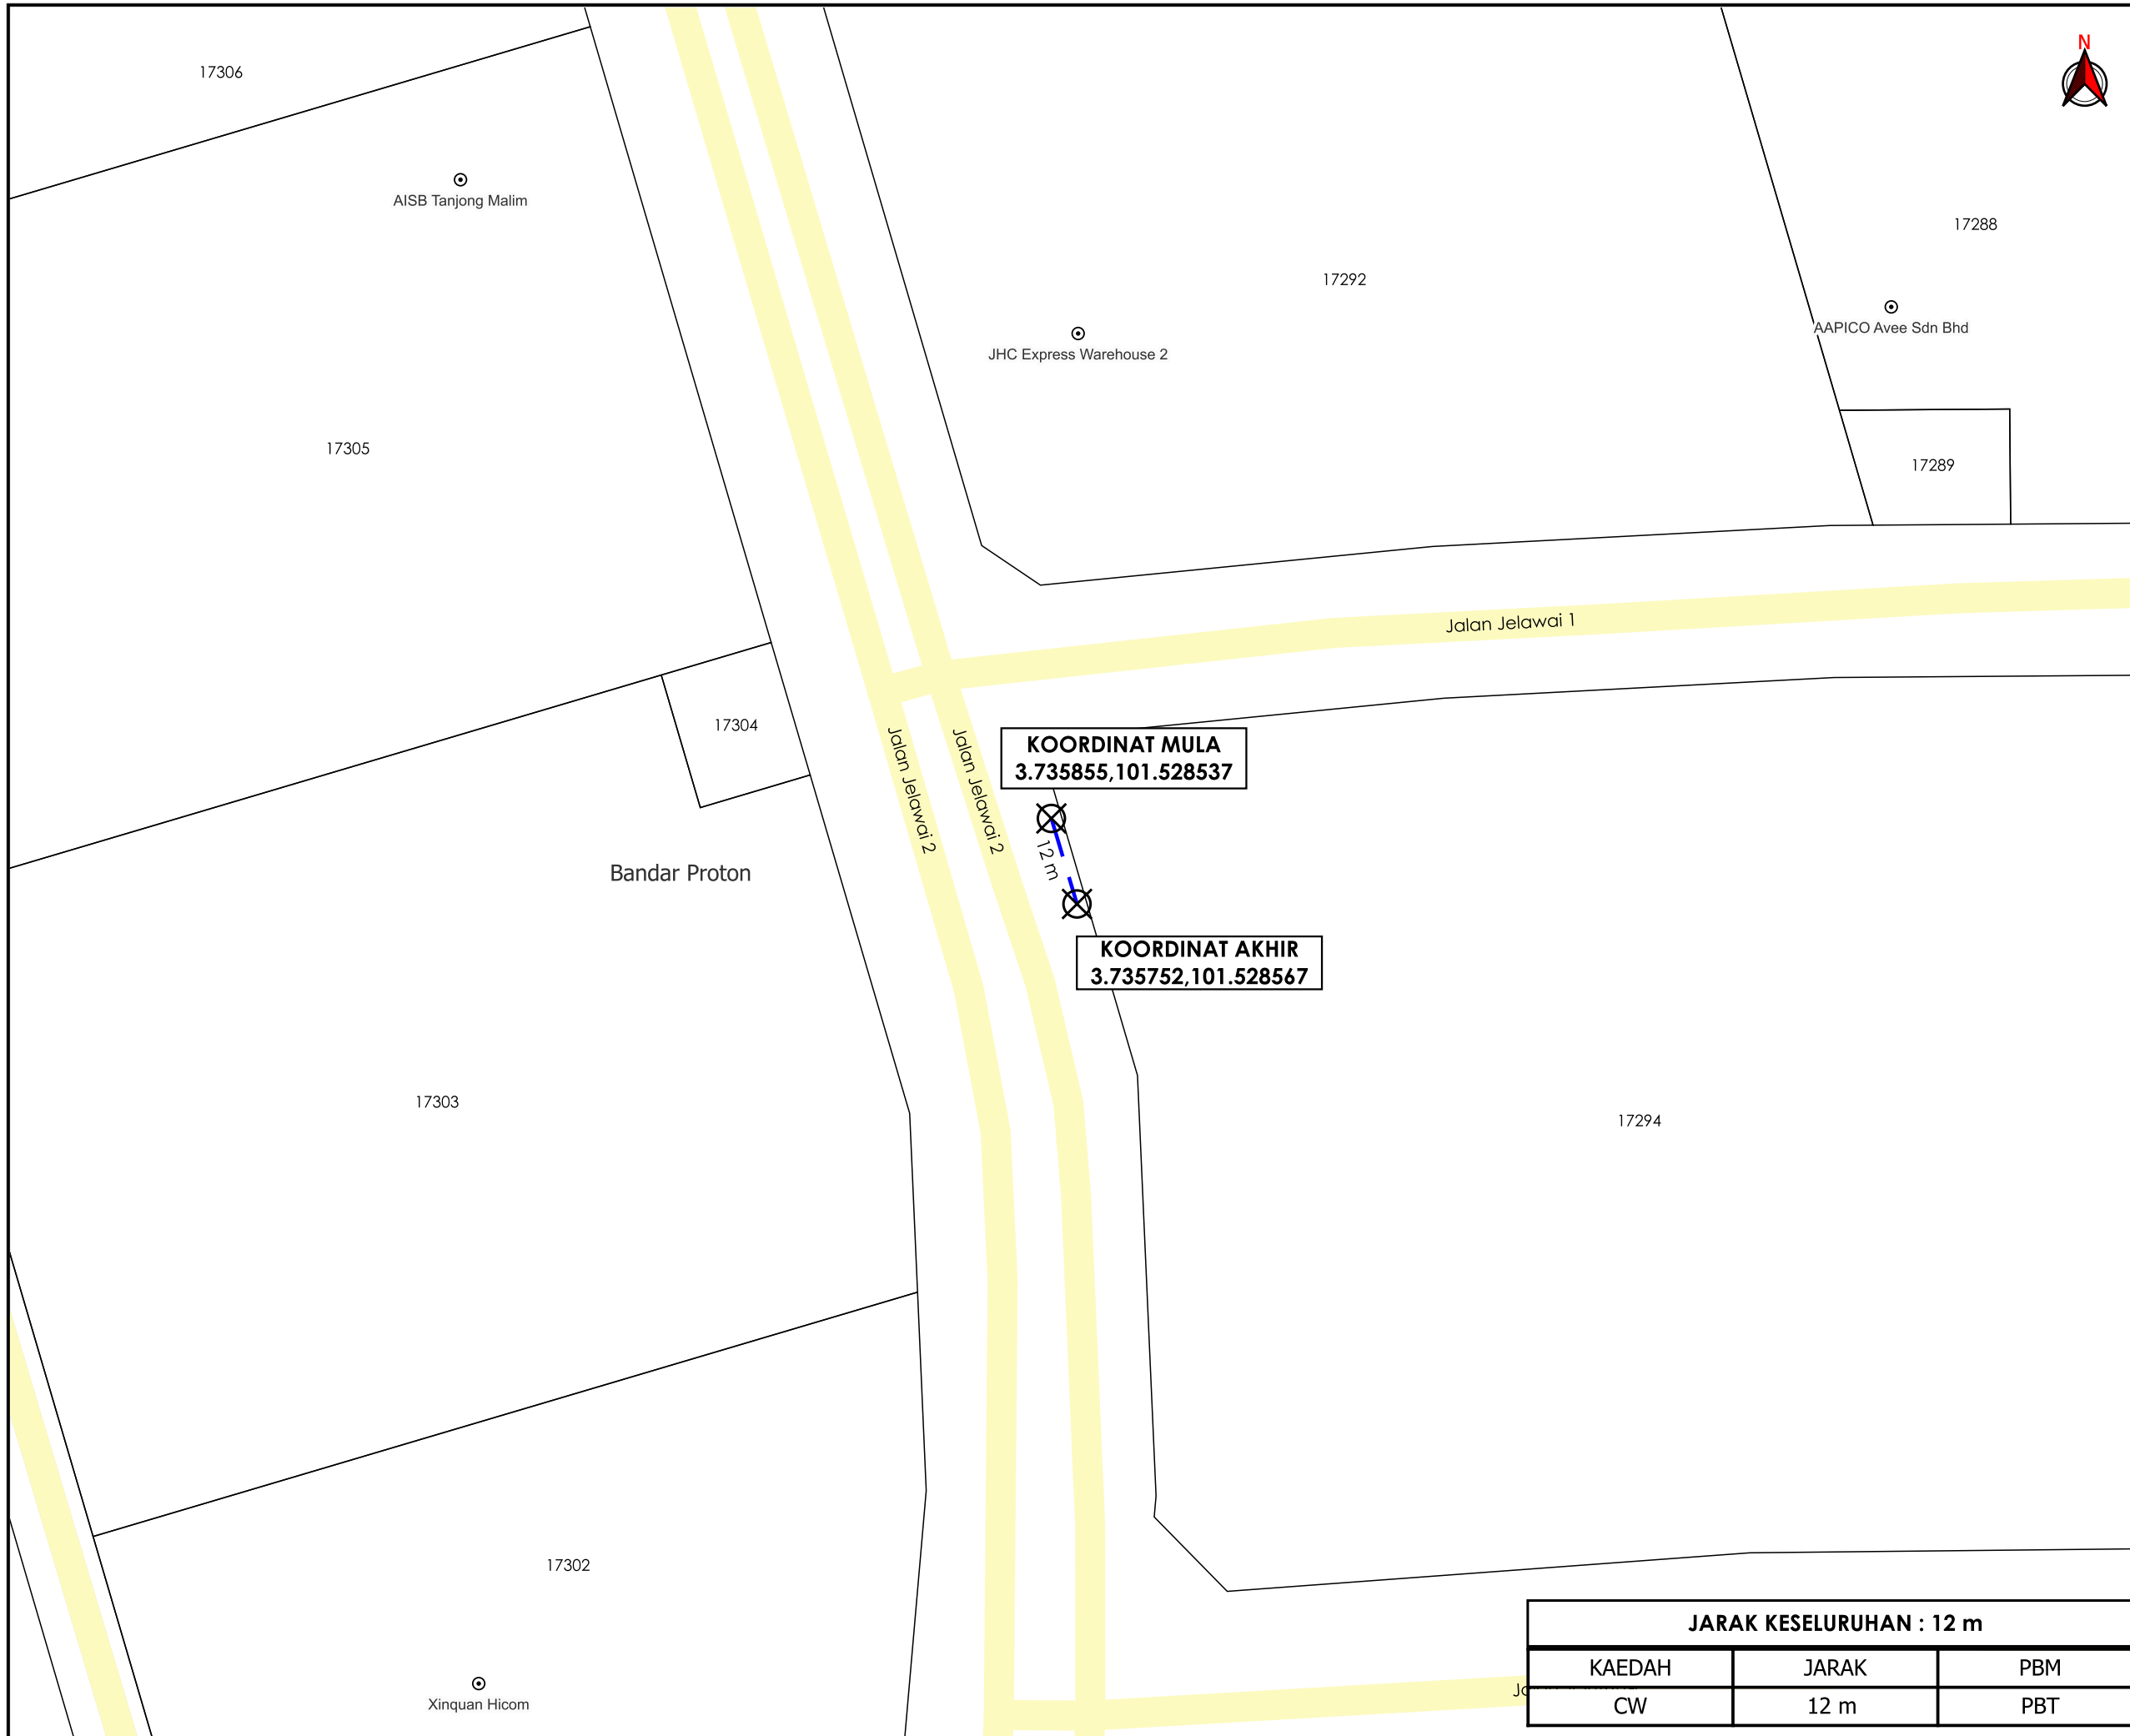 N
17306
AISB Tanjong Malim
17288
17292
AAPICO Avee Sdn Bhd
JHC Express Warehouse 2
17305
17289
Jalan Jelawai 1
17304
Jalan Jelawai 2
Jalan Jelawai 2
KOORDINAT MULA
3.735855,101.528537
12 m
Bandar Proton
KOORDINAT AKHIR
3.735752,101.528567
17303
17294
17302
Xinquan Hicom
JARAK KESELURUHAN : 12 m
KAEDAH JARAK PBM
CW 12 m PBT